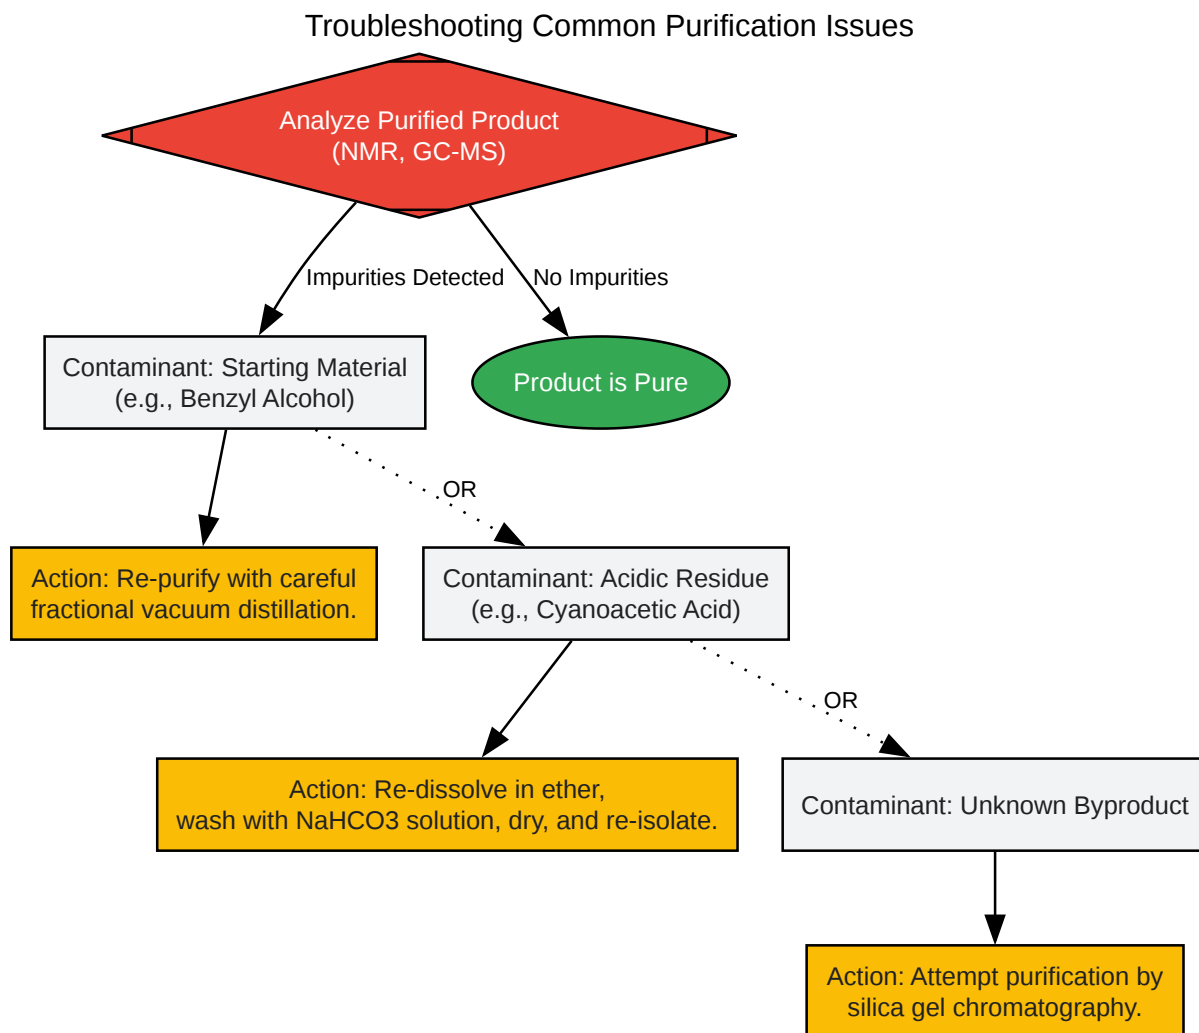 Troubleshooting Common Purification Issues
Analyze Purified Product
(NMR, GC-MS)
Impurities Detected
No Impurities
Contaminant: Starting Material
(e.g., Benzyl Alcohol)
Product is Pure
OR
Action: Re-purify with careful
fractional vacuum distillation.
Contaminant: Acidic Residue
(e.g., Cyanoacetic Acid)
OR
Action: Re-dissolve in ether,
wash with NaHCO3 solution, dry, and re-isolate.
Contaminant: Unknown Byproduct
Action: Attempt purification by
silica gel chromatography.